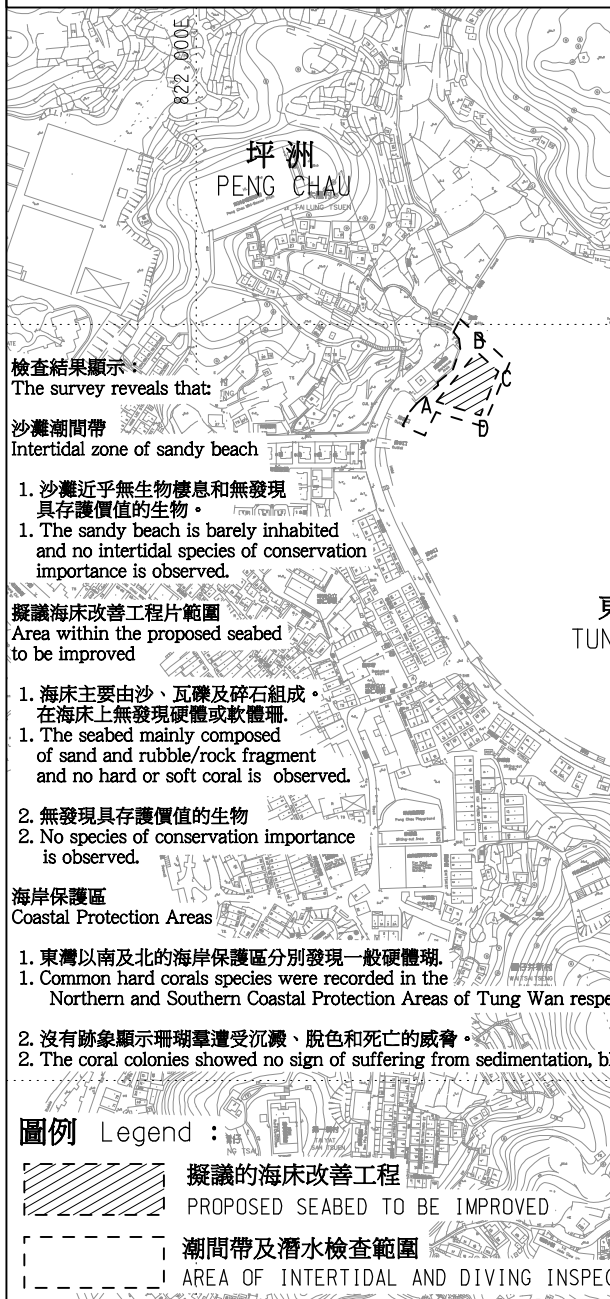 822 000E
坪洲
PENG CHAU
TAI LUNG TSUEN
B
C
A
D
檢查結果顯示：
The survey reveals that:
沙灘潮間帶
Intertidal zone of sandy beach
1. 沙灘近乎無生物棲息和無發現
具存護價值的生物。
1. The sandy beach is barely inhabited
and no intertidal species of conservation
importance is observed.
東
TUN
擬議海床改善工程片範圍
Area within the proposed seabed
to be improved
1. 海床主要由沙、瓦礫及碎石組成。
在海床上無發現硬體或軟體珊.
1. The seabed mainly composed
of sand and rubble/rock fragment
and no hard or soft coral is observed.
2. 無發現具存護價值的生物
2. No species of conservation importance
is observed.
Peng Chau Playground
海岸保護區
Coastal Protection Areas
1. 東灣以南及北的海岸保護區分別發現一般硬體瑚.
1. Common hard corals species were recorded in the
Northern and Southern Coastal Protection Areas of Tung Wan respe
2. 沒有跡象顯示珊瑚羣遭受沉澱、脫色和死亡的威脅。
2. The coral colonies showed no sign of suffering from sedimentation, bl
圖例 Legend :
擬議的海床改善工程
PROPOSED SEABED TO BE IMPROVED
潮間帶及潛水檢查範圍
AREA OF INTERTIDAL AND DIVING INSPEC